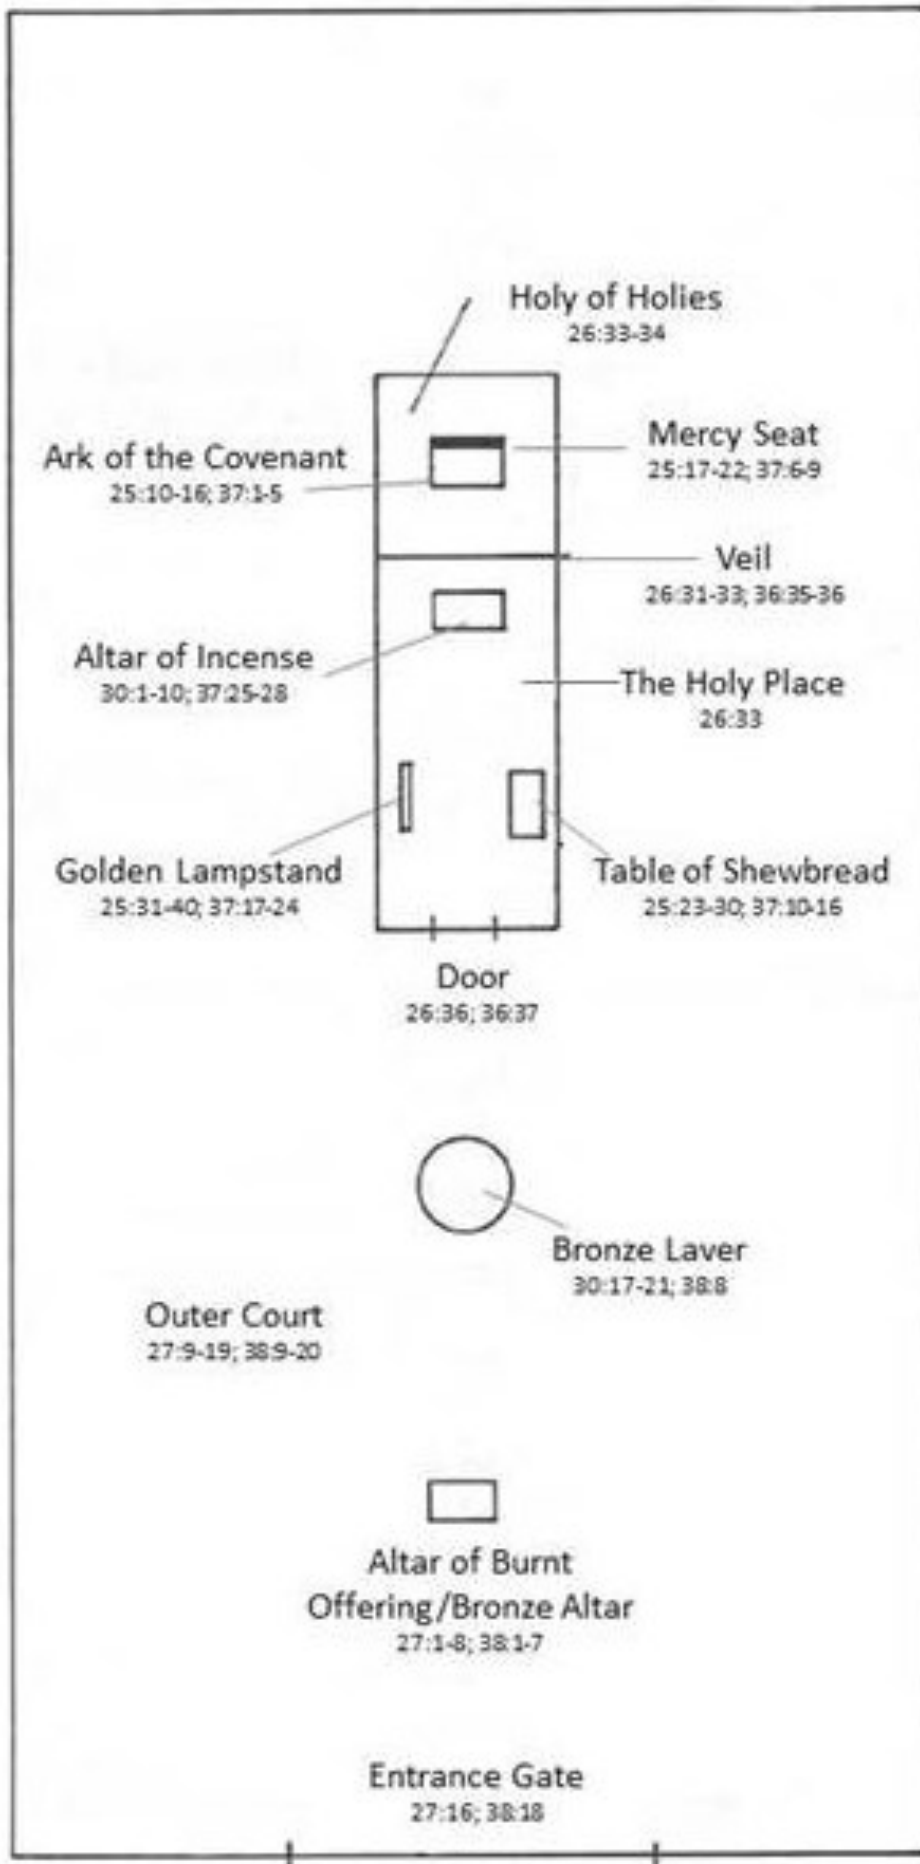 Holy of Holies
26:33-34
Mercy Seat
25:17-22; 37:6-9
Ark of the Covenant
25:10-16; 37:1-5
Veil
26:31-33; 36:35-36
Altar of Incense
30:1-10; 37:25-28
The Holy Place
26:33
Golden Lampstand
25:31-40; 37:17-24
Table of Shewbread
25:23-30; 37:10-16
Door
26:36; 36:37
Bronze Laver
30:17-21; 38:8
Outer Court
27:9-19; 38:9-20
Altar of Burnt
Offering/Bronze Altar
27:1-8; 38:1-7
Entrance Gate
27:16; 38:18